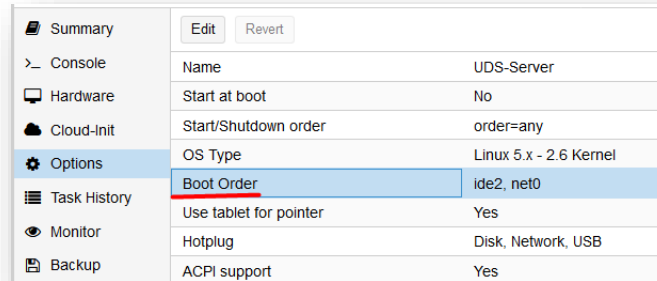 Summary
Console
Hardware
Cloud-Init
Options
Task History
Monitor
Backup
Edit Revert
Name UDS-Server
Start at boot No
Start/Shutdown order order=any
OS Type Linux 5.x - 2.6 Kernel
Boot Order ide2, net0
Use tablet for pointer Yes
Hotplug Disk, Network, USB
ACPI support Yes